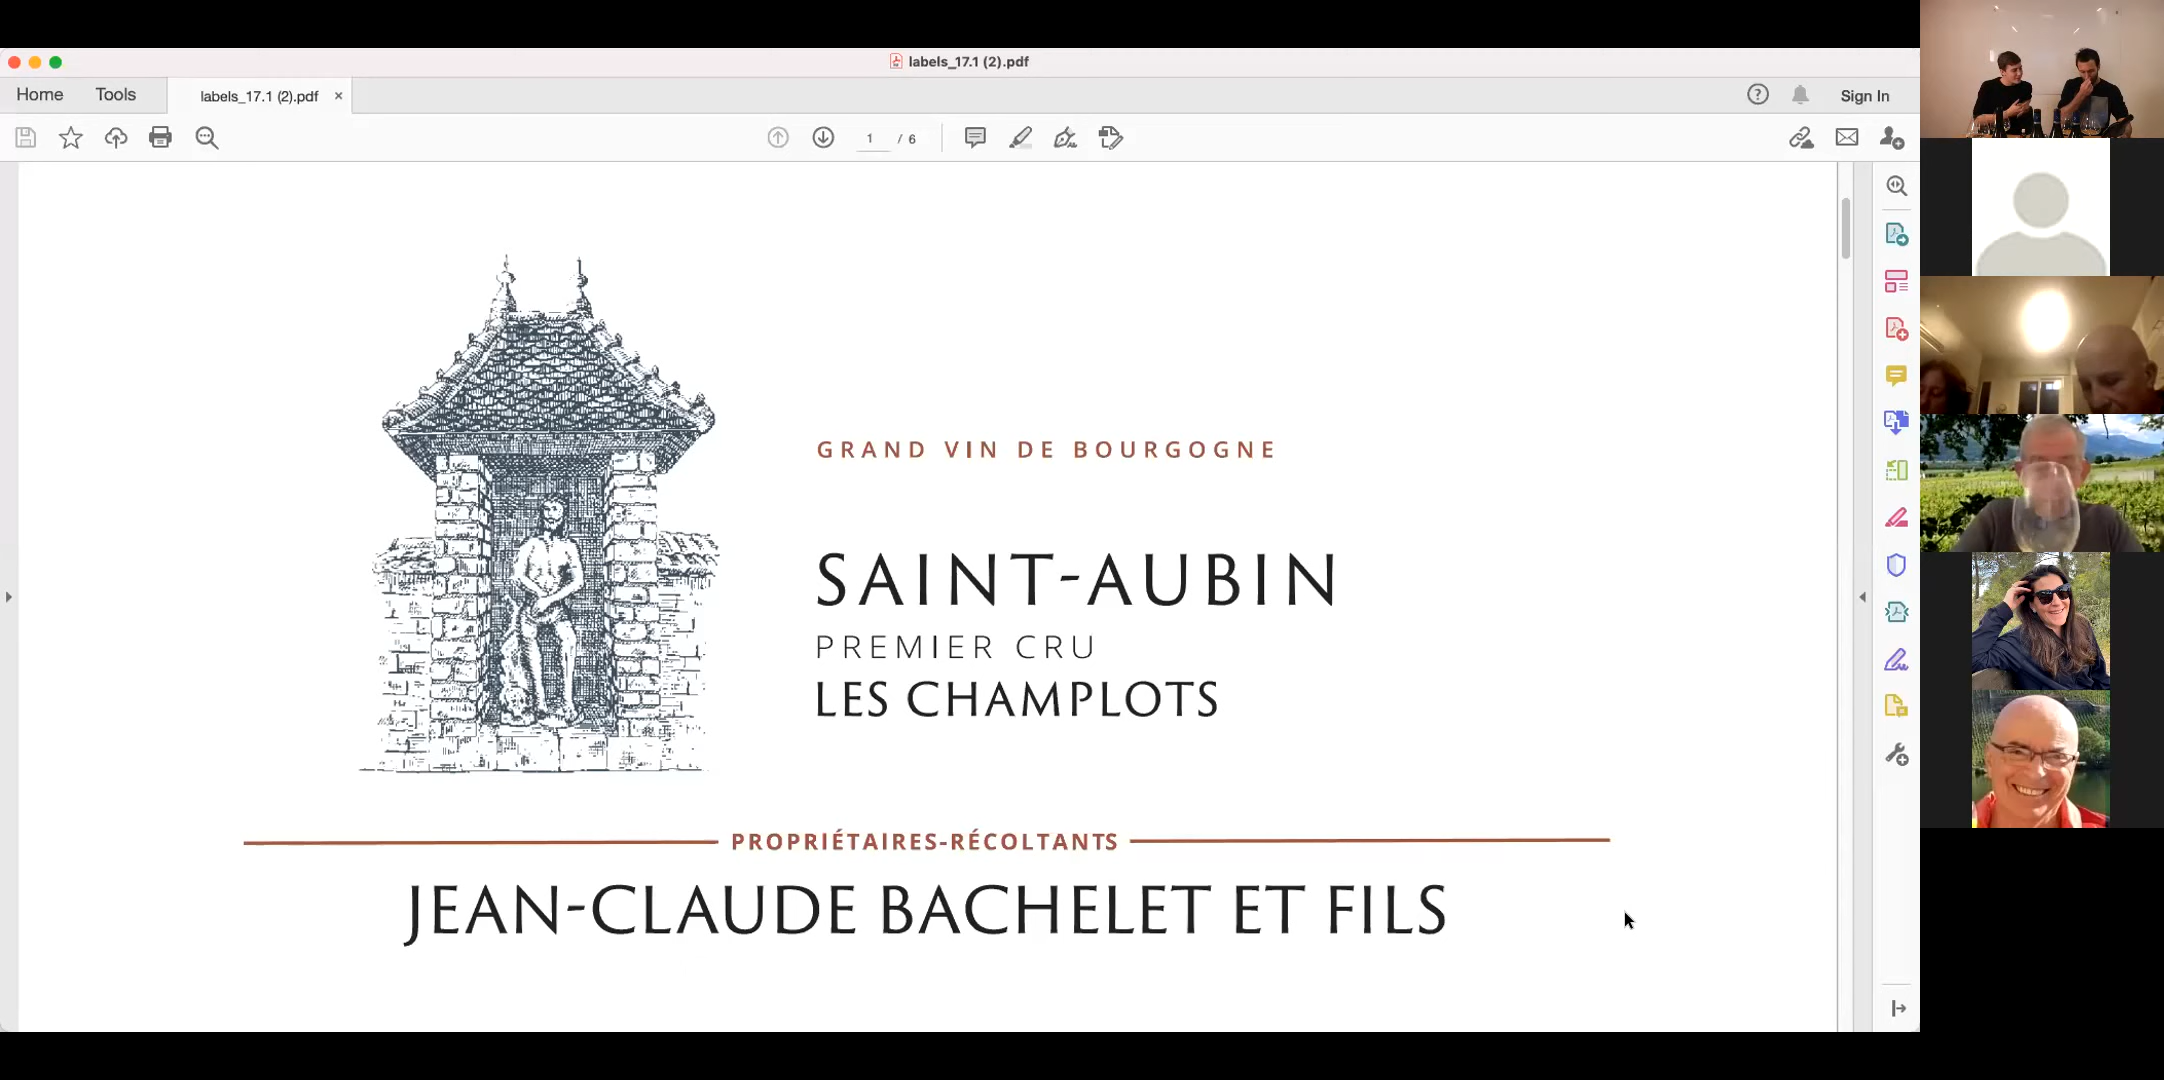 labels_17.1 (2).pdf
Home Tools labels_17.1 (2).pdf × Sign In
1 / 6
GRAND VIN DE BOURGOGNE
SAINT-AUBIN
PREMIER CRU
LES CHAMPLOTS
PROPRIÉTAIRES-RÉCOLTANTS
JEAN-CLAUDE BACHELET ET FILS